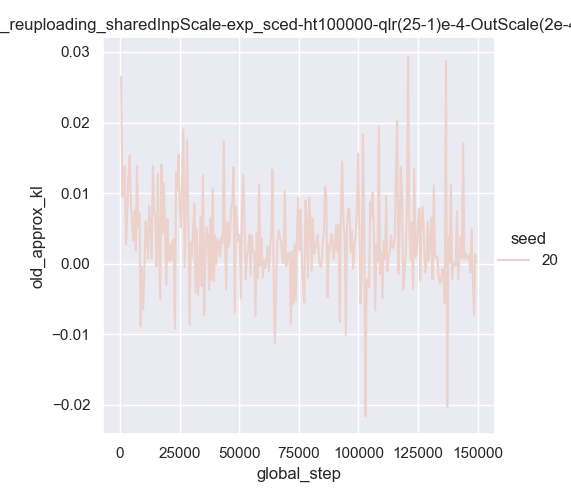 _reuploading_sharedInpScale-exp_sced-ht100000-qlr(25-1)e-4-OutScale(2e-4
0.03
0.02
0.01
0.00
−0.01
−0.02
old_approx_kl
0 25000 50000 75000 100000 125000 150000
global_step
seed
20